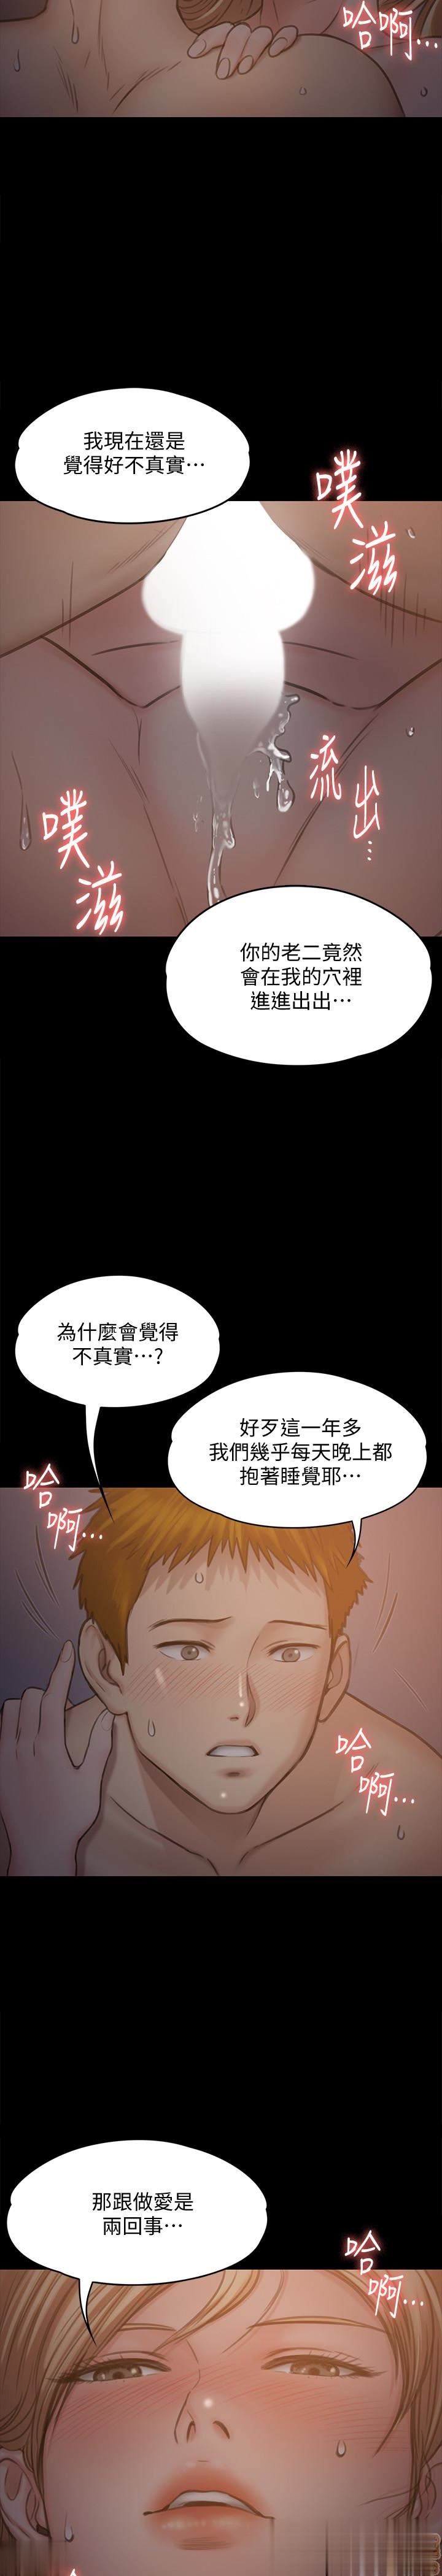 哈啊…
我現在還是
覺得好不真實…
噗滋
流出…
噗滋
你的老二竟然
會在我的穴裡
進進出出…
為什麼會覺得
不真實…?
好歹這一年多
我們幾乎每天晚上都
抱著睡覺耶…
哈啊…
哈啊…
那跟做愛是
兩回事…
哈啊…